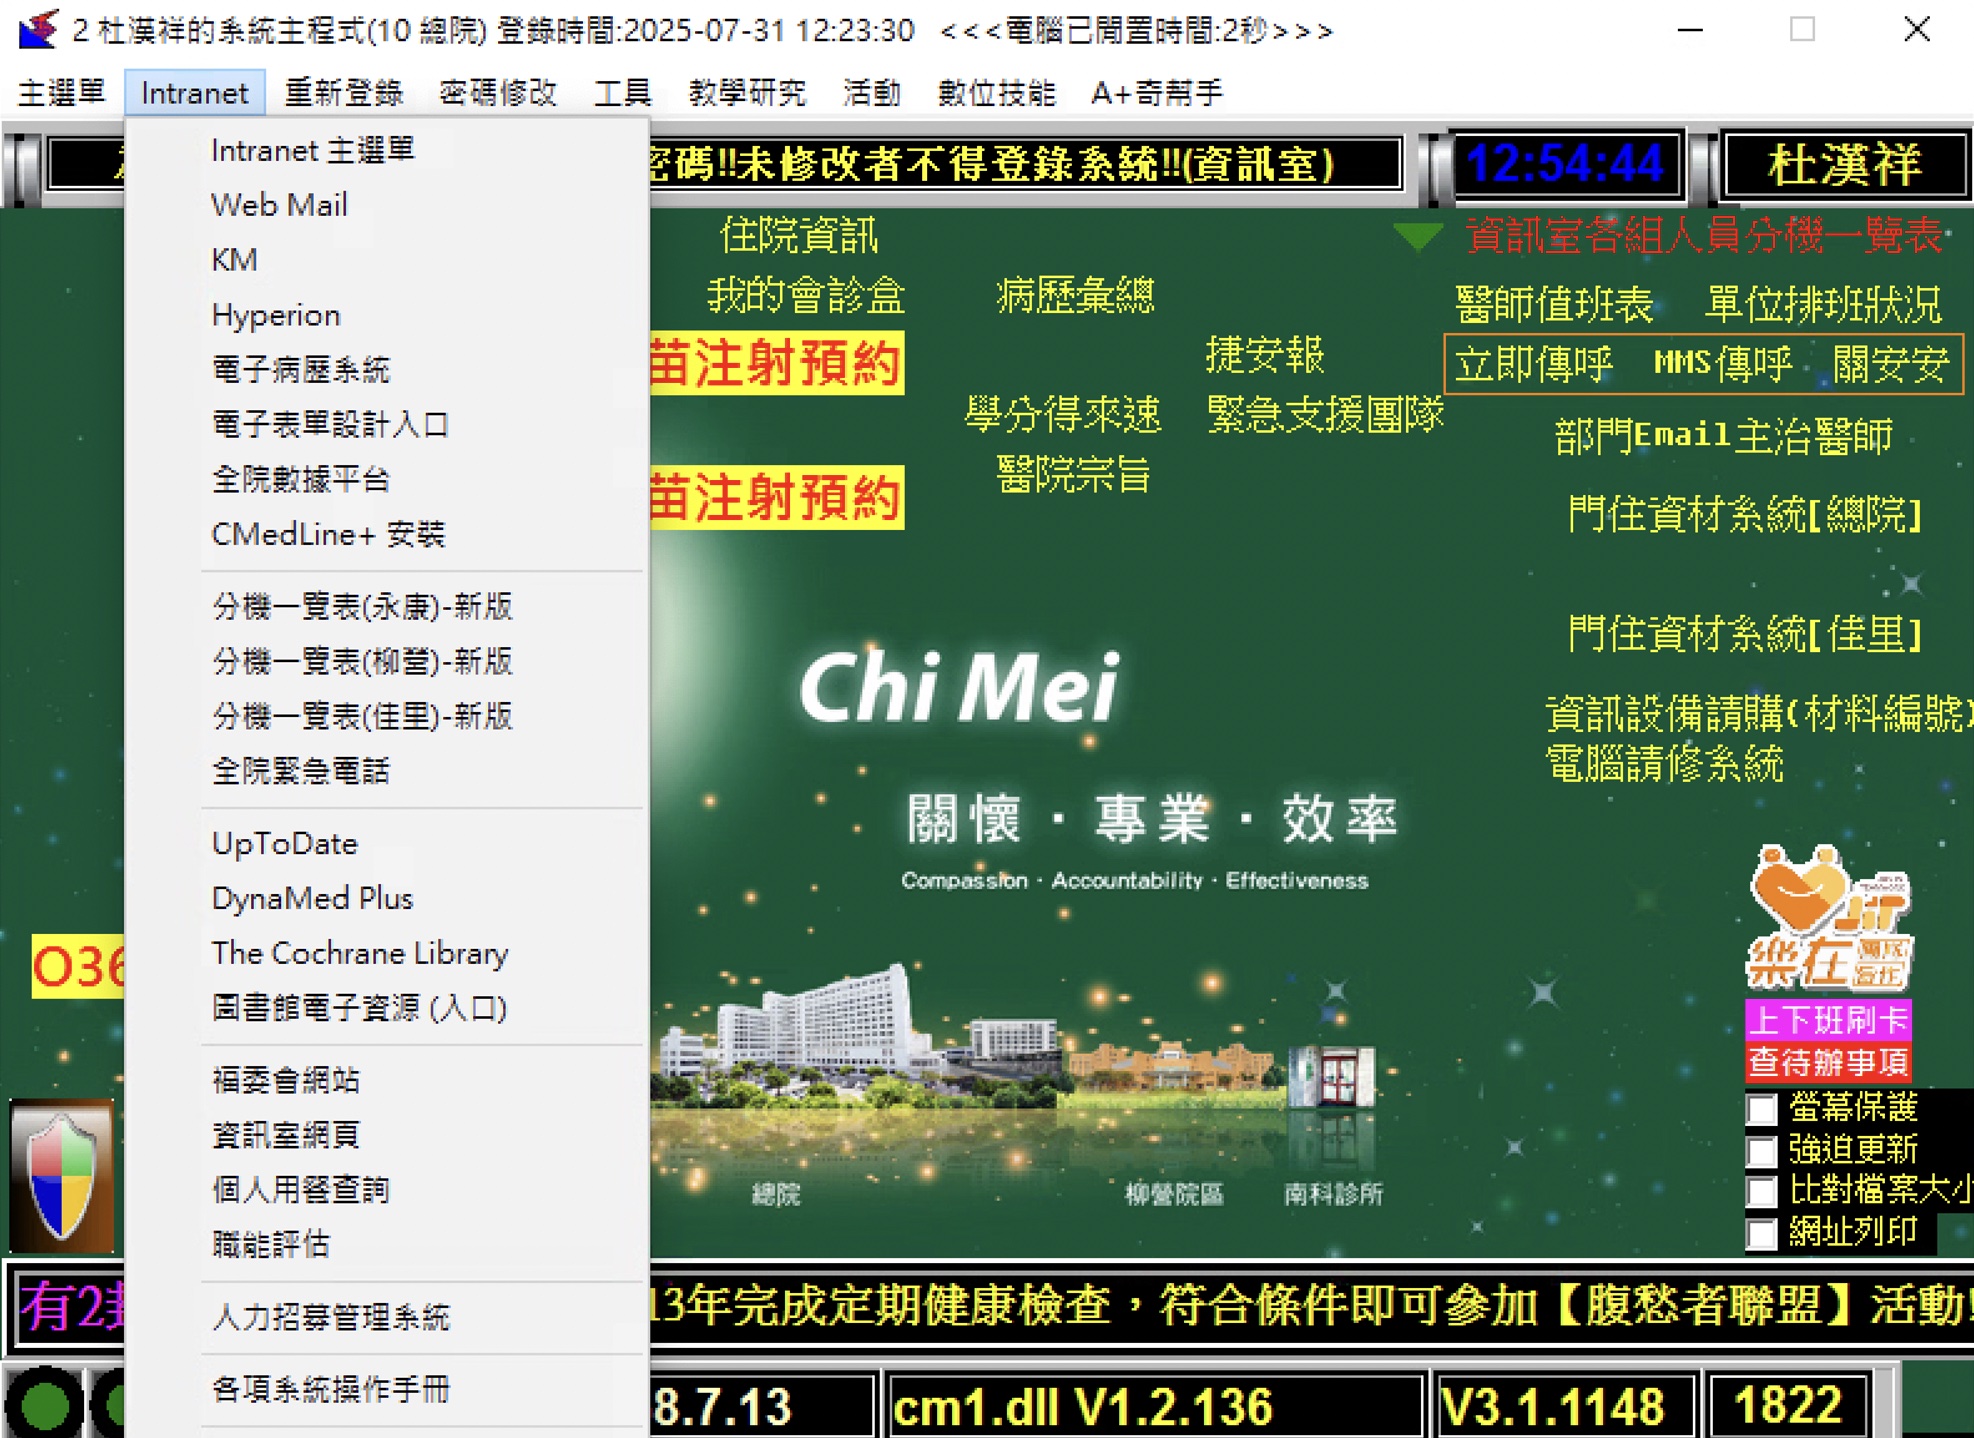 2 杜漢祥的系統主程式(10 總院) 登錄時間:2025-07-31 12:23:30 <<<電腦已閒置時間:2秒>>>
主選單 Intranet 重新登錄 密碼修改 工具 教學研究 活動 數位技能 A+奇幫手
密碼!!未修改者不得登錄系統!!(資訊室) 12:54:44 杜漢祥
Intranet 主選單
Web Mail
KM
Hyperion
電子病歷系統
電子表單設計入口
全院數據平台
CMedLine+ 安裝
分機一覽表(永康)-新版
分機一覽表(柳營)-新版
分機一覽表(佳里)-新版
全院緊急電話
UpToDate
DynaMed Plus
The Cochrane Library
圖書館電子資源 (入口)
福委會網站
資訊室網頁
個人用餐查詢
職能評估
人力招募管理系統
各項系統操作手冊
住院資訊
我的會診盒 病歷彙總
苗注射預約
捷安報
學分得來速 緊急支援團隊
醫院宗旨
苗注射預約
資訊室各組人員分機一覽表
醫師值班表 單位排班狀況
立即傳呼 MMS傳呼 關安安
部門Email主治醫師
門住資材系統[總院]
門住資材系統[佳里]
資訊設備請購(材料編號)
電腦請修系統
Chi Mei
關懷・專業・效率
Compassion · Accountability · Effectiveness
總院 柳營院區 南科診所
O36
樂在
上下班刷卡
查待辦事項
螢幕保護
強迫更新
比對檔案大小
網址列印
有2封
13年完成定期健康檢查，符合條件即可參加【腹愁者聯盟】活動!
8.7.13 cm1.dll V1.2.136 V3.1.1148 1822